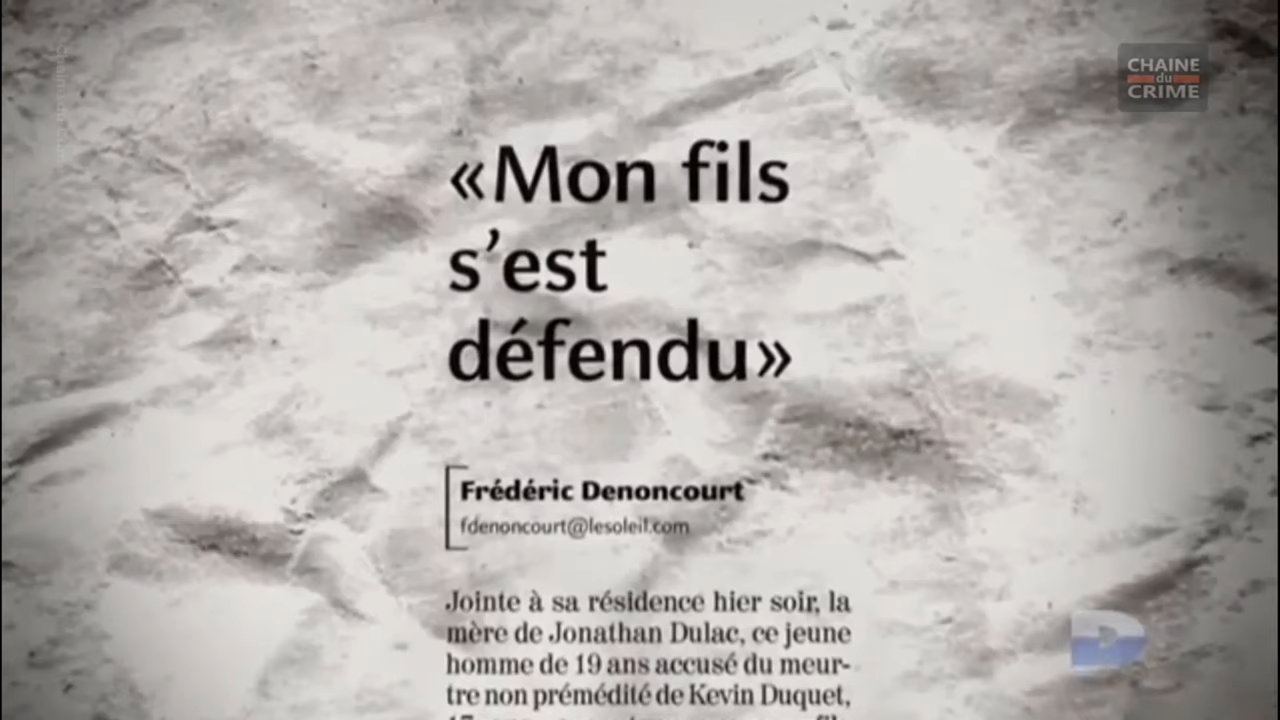 CHAINE
du
CRIME
«Mon fils
s’est
défendu»
Frédéric Denoncourt
fdenoncourt@lesoleil.com
Jointe à sa résidence hier soir, la
mère de Jonathan Dulac, ce jeune
homme de 19 ans accusé du meur-
tre non prémédité de Kevin Duquet,